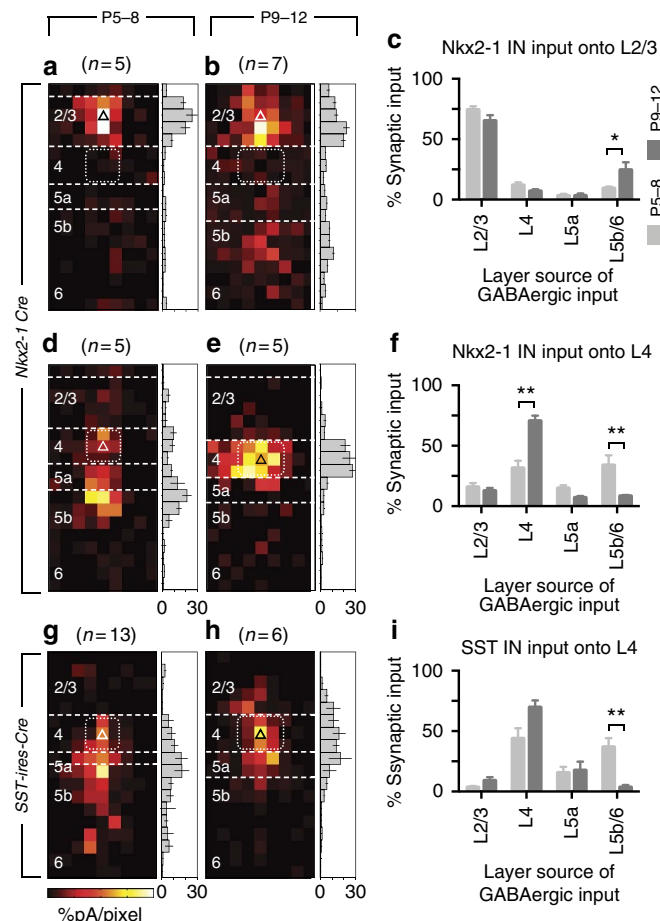 P5–8
P9–12
a
(n=5)
2/3
4
5a
5b
6
b
(n=7)
c
Nkx2-1 IN input onto L2/3
% Synaptic input
100
75
50
25
0
*
L2/3
L4
L5a
L5b/6
Layer source of
GABAergic input
P9–12
P5–8
Nkx2-1 Cre
d
(n=5)
2/3
4
5a
5b
6
0
30
e
(n=5)
2/3
4
5a
5b
6
0
30
f
Nkx2-1 IN input onto L4
% Synaptic input
100
50
0
**
**
L2/3
L4
L5a
L5b/6
Layer source of
GABAergic input
SST-ires-Cre
g
(n=13)
2/3
4
5a
5b
6
0
30
%pA/pixel
h
(n=6)
2/3
4
5a
5b
6
0
30
i
SST IN input onto L4
% Ssynaptic input
100
50
0
**
L2/3
L4
L5a
L5b/6
Layer source of
GABAergic input